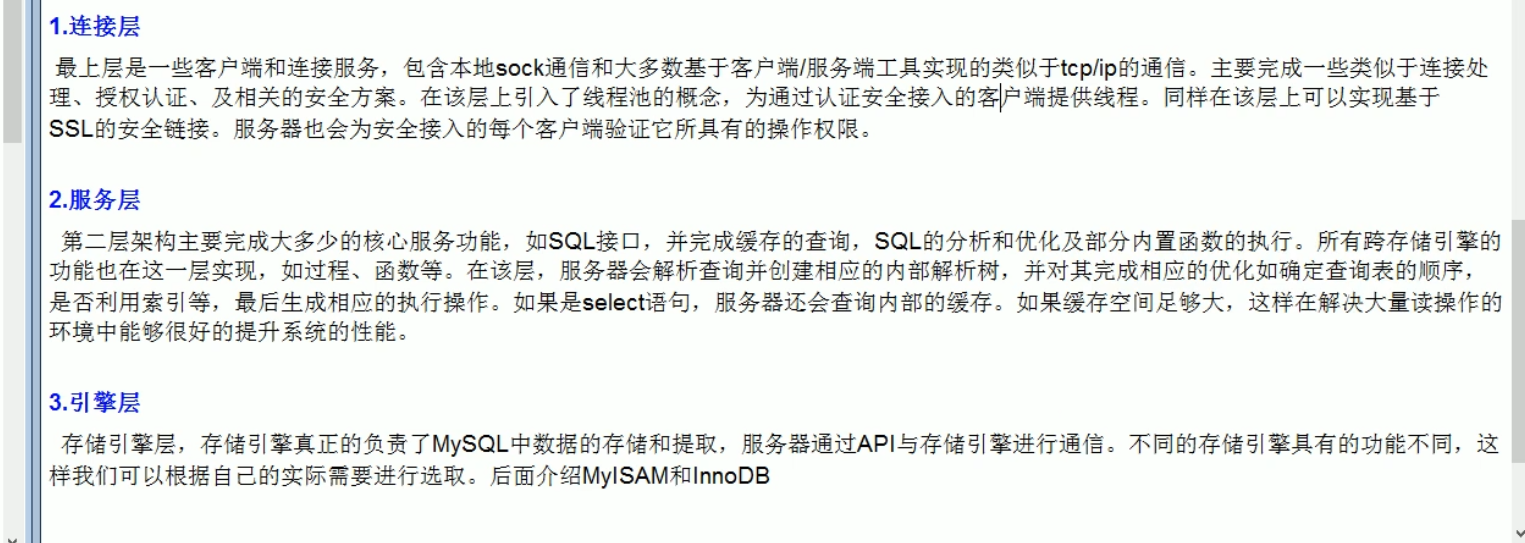 1.连接层
最上层是一些客户端和连接服务，包含本地sock通信和大多数基于客户端/服务端工具实现的类似于tcp/ip的通信。主要完成一些类似于连接处
理、授权认证、及相关的安全方案。在该层上引入了线程池的概念，为通过认证安全接入的客户端提供线程。同样在该层上可以实现基于
SSL的安全链接。服务器也会为安全接入的每个客户端验证它所具有的操作权限。
2.服务层
第二层架构主要完成大多少的核心服务功能，如SQL接口，并完成缓存的查询，SQL的分析和优化及部分内置函数的执行。所有跨存储引擎的
功能也在这一层实现，如过程、函数等。在该层，服务器会解析查询并创建相应的内部解析树，并对其完成相应的优化如确定查询表的顺序，
是否利用索引等，最后生成相应的执行操作。如果是select语句，服务器还会查询内部的缓存。如果缓存空间足够大，这样在解决大量读操作的
环境中能够很好的提升系统的性能。
3.引擎层
存储引擎层，存储引擎真正的负责了MySQL中数据的存储和提取，服务器通过API与存储引擎进行通信。不同的存储引擎具有的功能不同，这
样我们可以根据自己的实际需要进行选取。后面介绍MyISAM和InnoDB